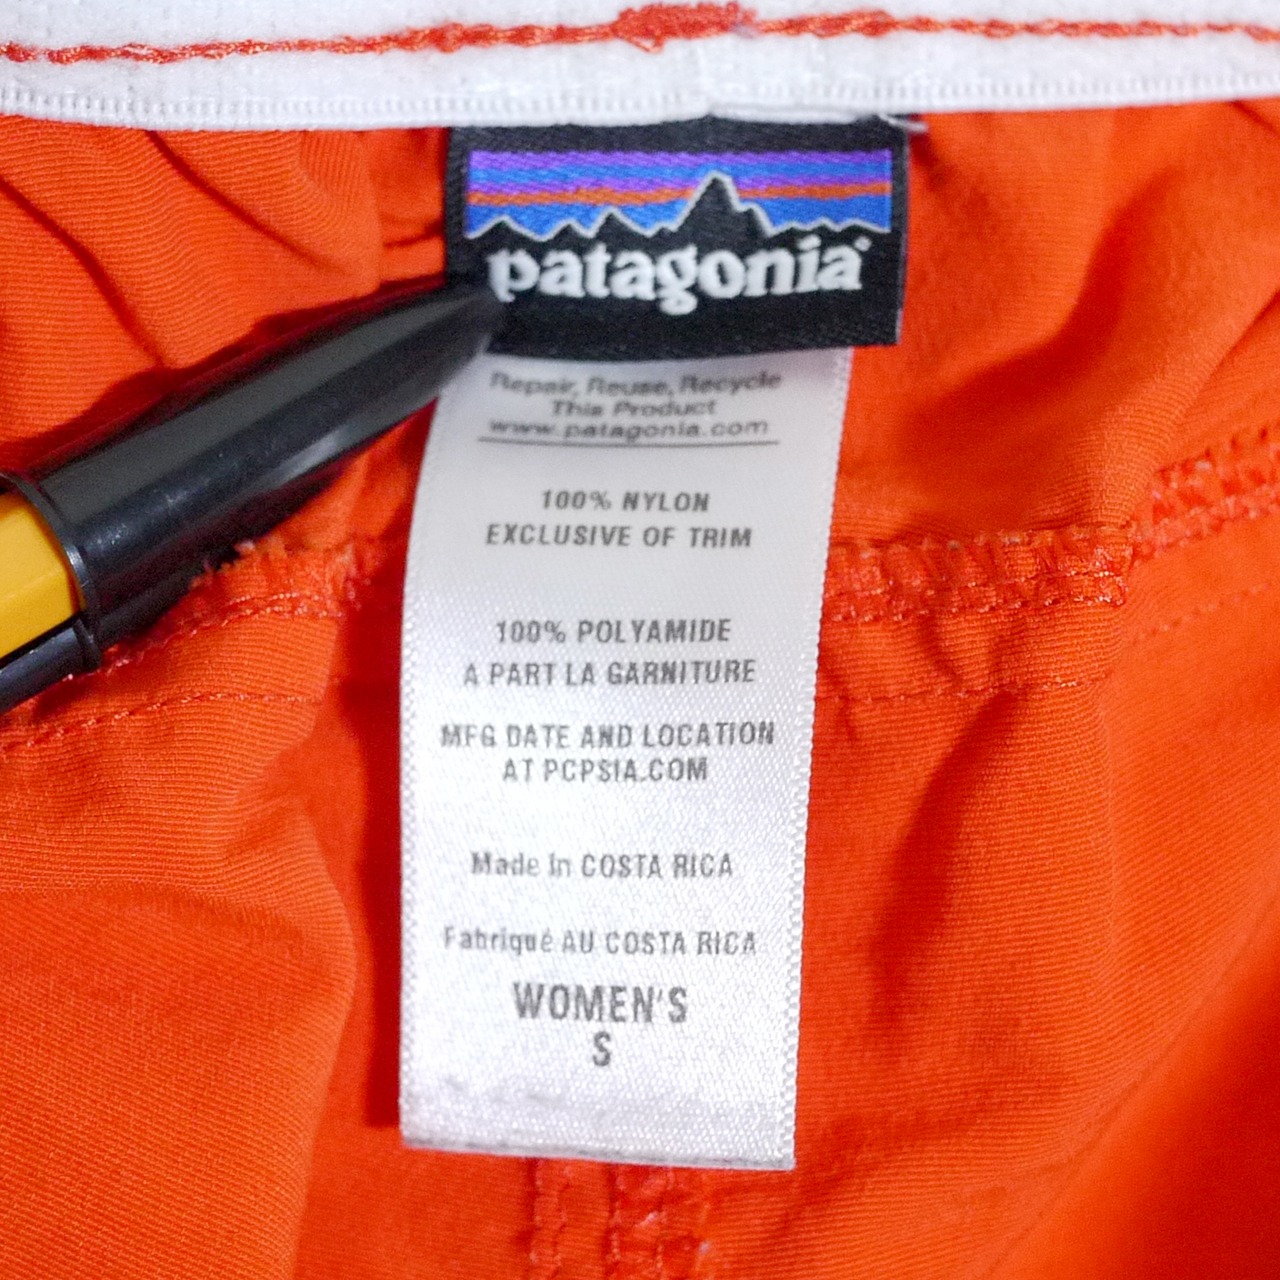 patagonia®
Repair, Reuse, Recycle
This Product
www.patagonia.com
100% NYLON
EXCLUSIVE OF TRIM
100% POLYAMIDE
A PART LA GARNITURE
MFG DATE AND LOCATION
AT PCPSIA.COM
Made in COSTA RICA
Fabriqué AU COSTA RICA
WOMEN'S
S